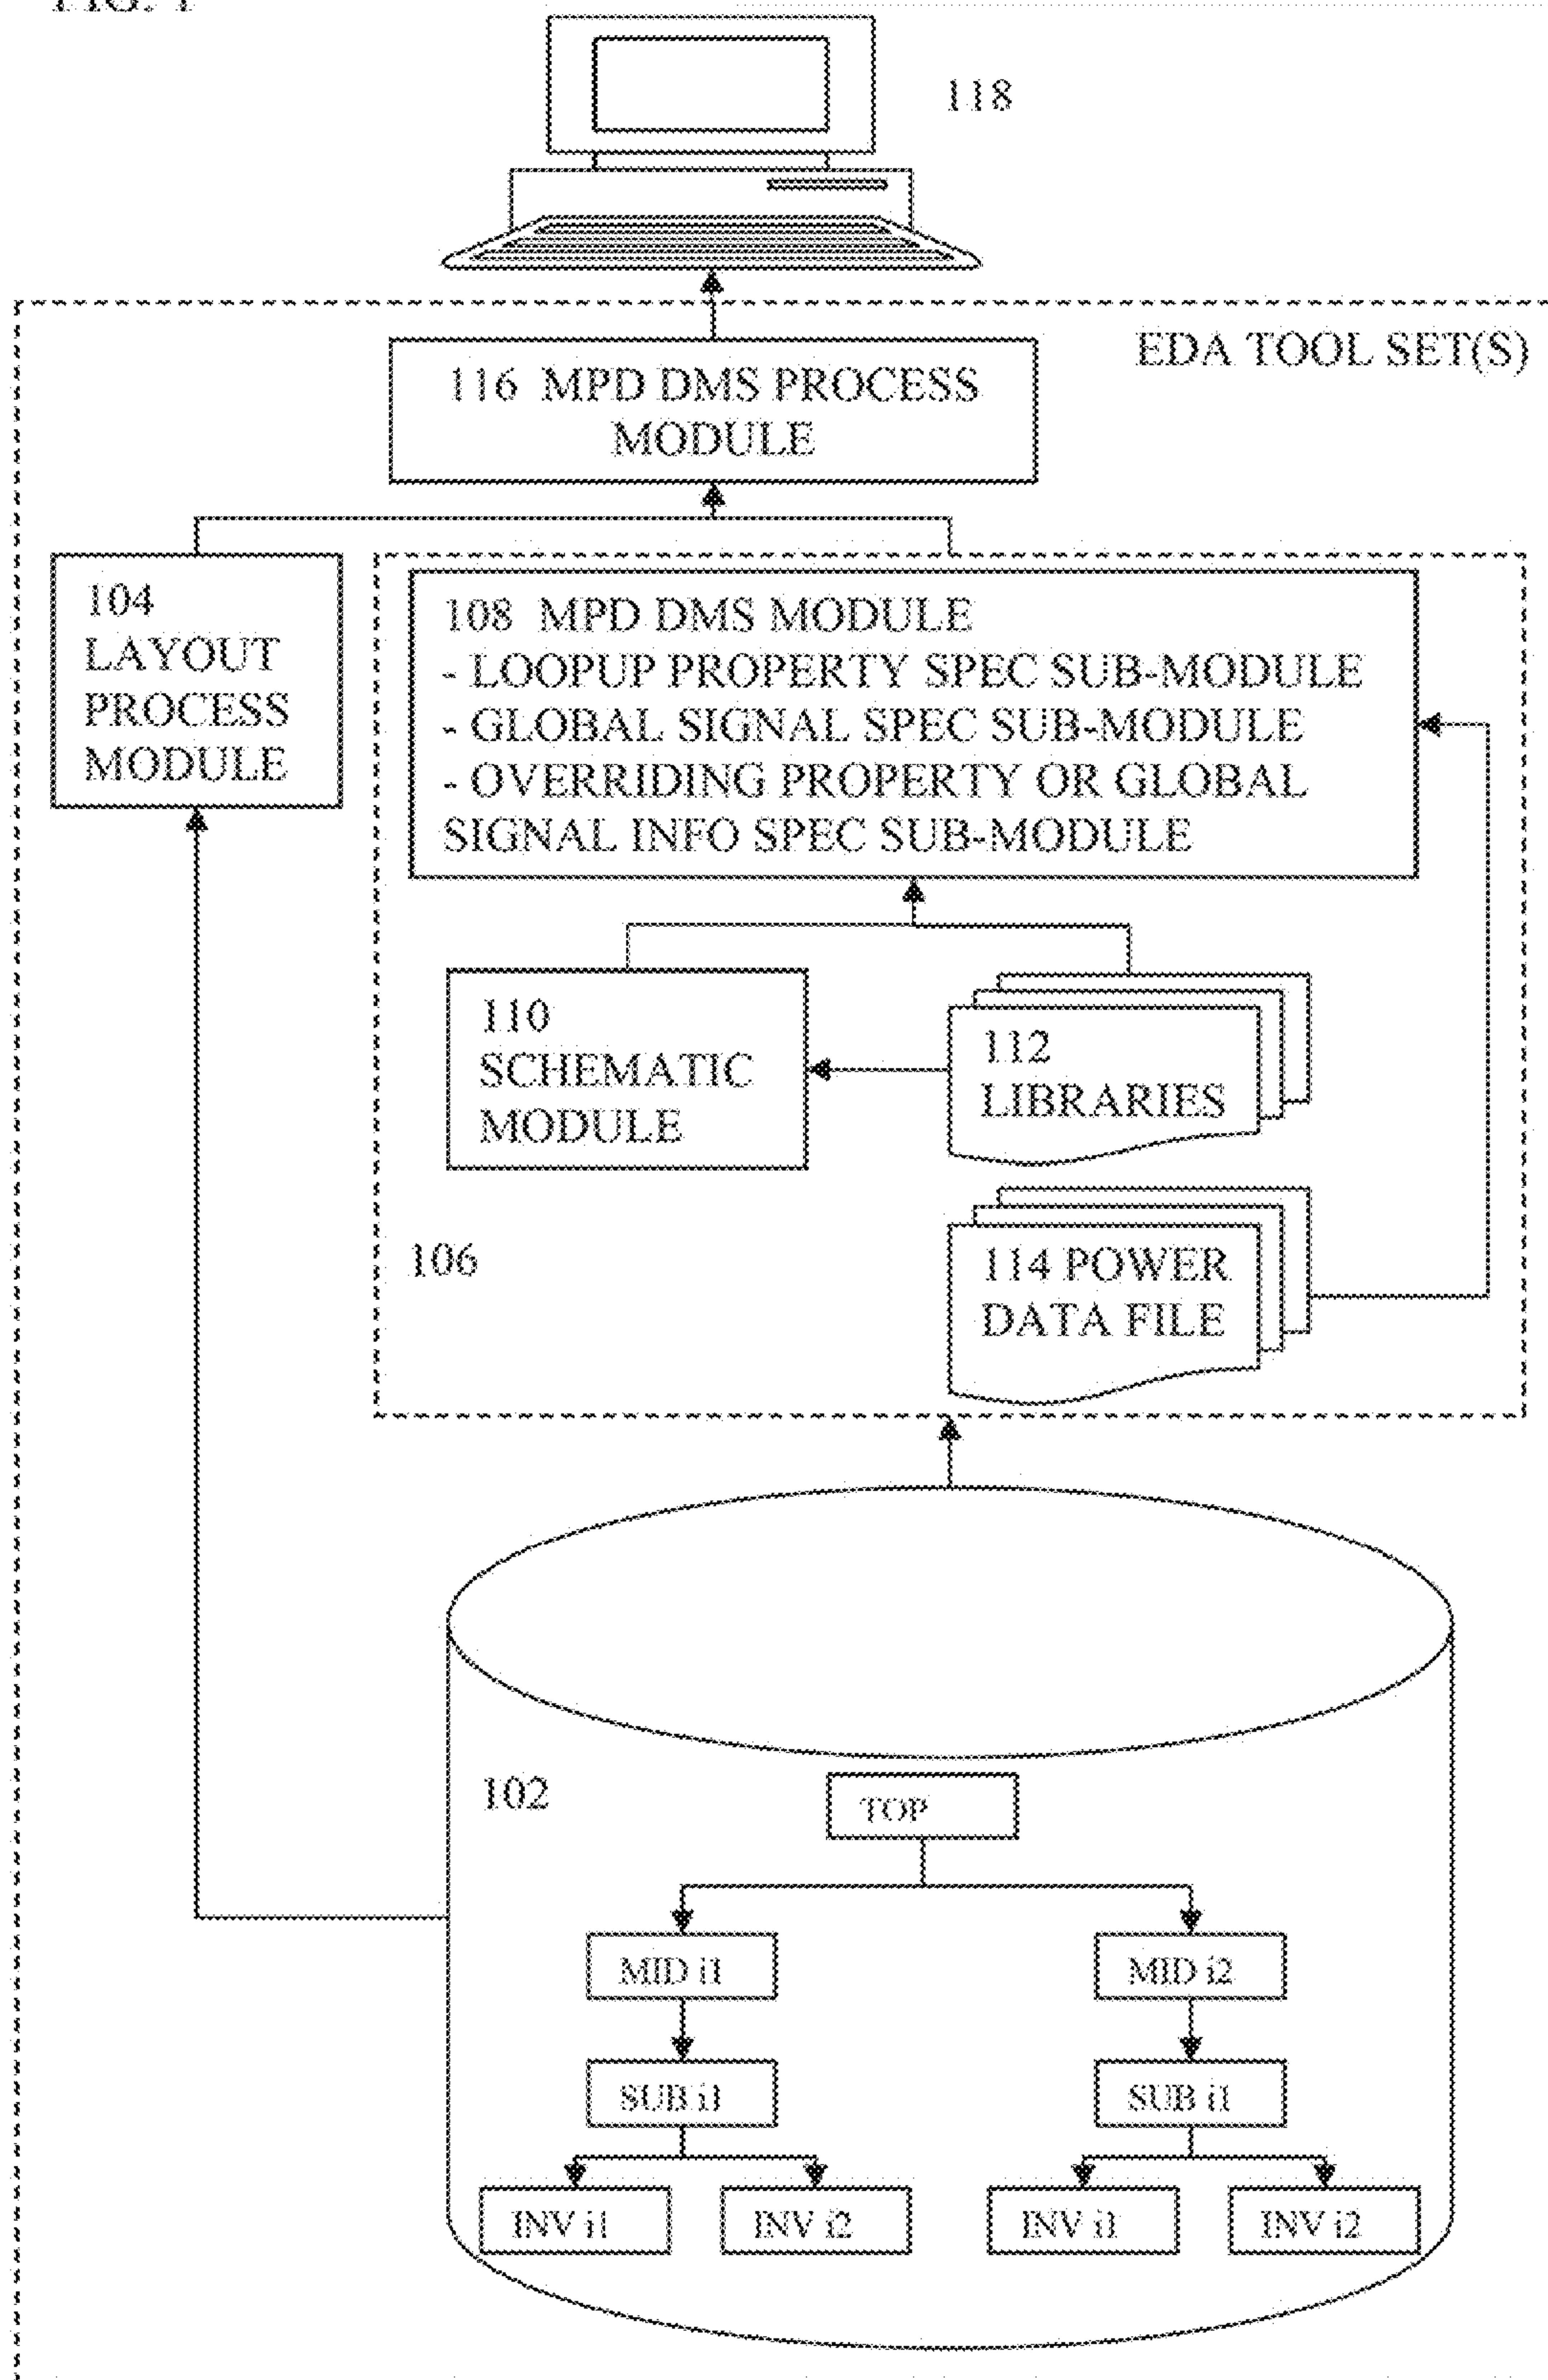 118
EDA TOOL SET(S)
116 MPD DMS PROCESS
MODULE
104
LAYOUT
PROCESS
MODULE
108 MPD DMS MODULE
- LOOPUP PROPERTY SPEC SUB-MODULE
- GLOBAL SIGNAL SPEC SUB-MODULE
- OVERRIDING PROPERTY OR GLOBAL
SIGNAL INFO SPEC SUB-MODULE
110
SCHEMATIC
MODULE
112
LIBRARIES
106
114 POWER
DATA FILE
102
TOP
MID i1
MID i2
SUB i1
SUB i1
INV i1
INV i2
INV i1
INV i2